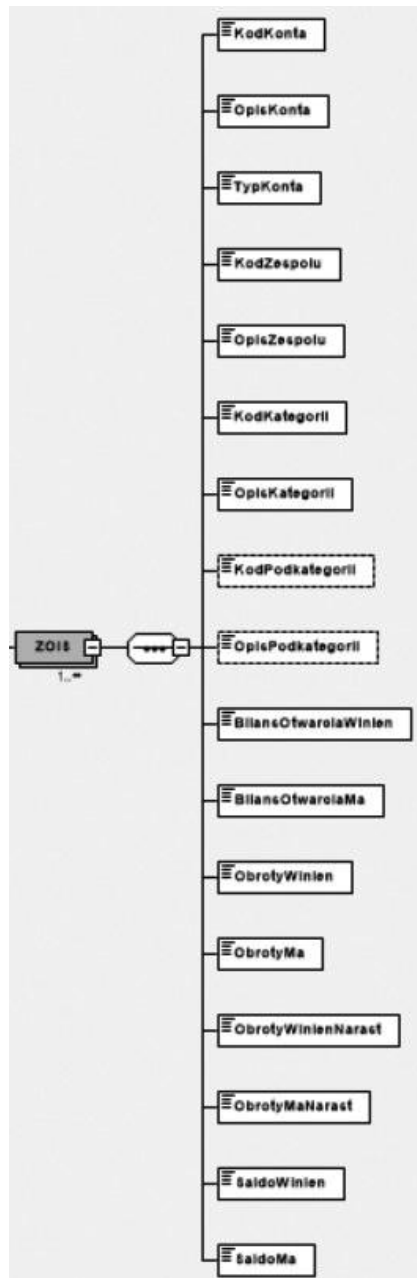 KodKonta
OpisKonta
TypKonta
KodZespolu
OpisZespolu
KodKategorii
OpisKategorii
KodPodkategorii
ZOiS
OpisPodkategorii
1..∞
BilansOtwarciaWinien
BilansOtwarciaMa
ObrotyWinien
ObrotyMa
ObrotyWinienNarast
ObrotyMaNarast
SaldoWinien
SaldoMa